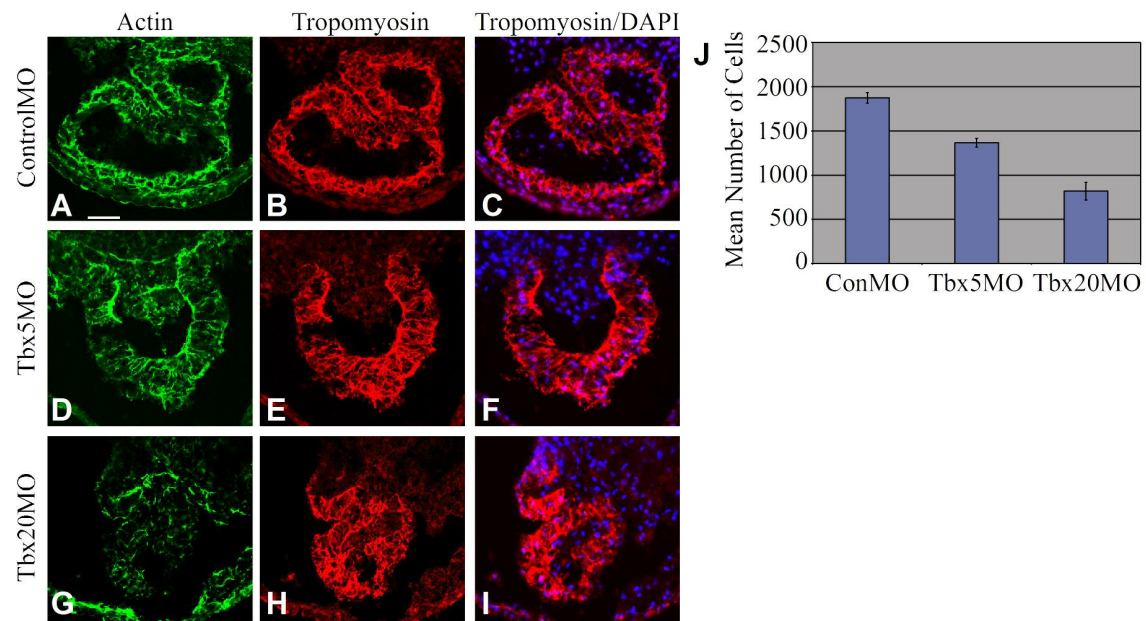 Actin Tropomyosin Tropomyosin/DAPI
ControlMO
A B C
Tbx5MO
D E F
Tbx20MO
G H I
J
Mean Number of Cells
2500
2000
1500
1000
500
0
ConMO Tbx5MO Tbx20MO